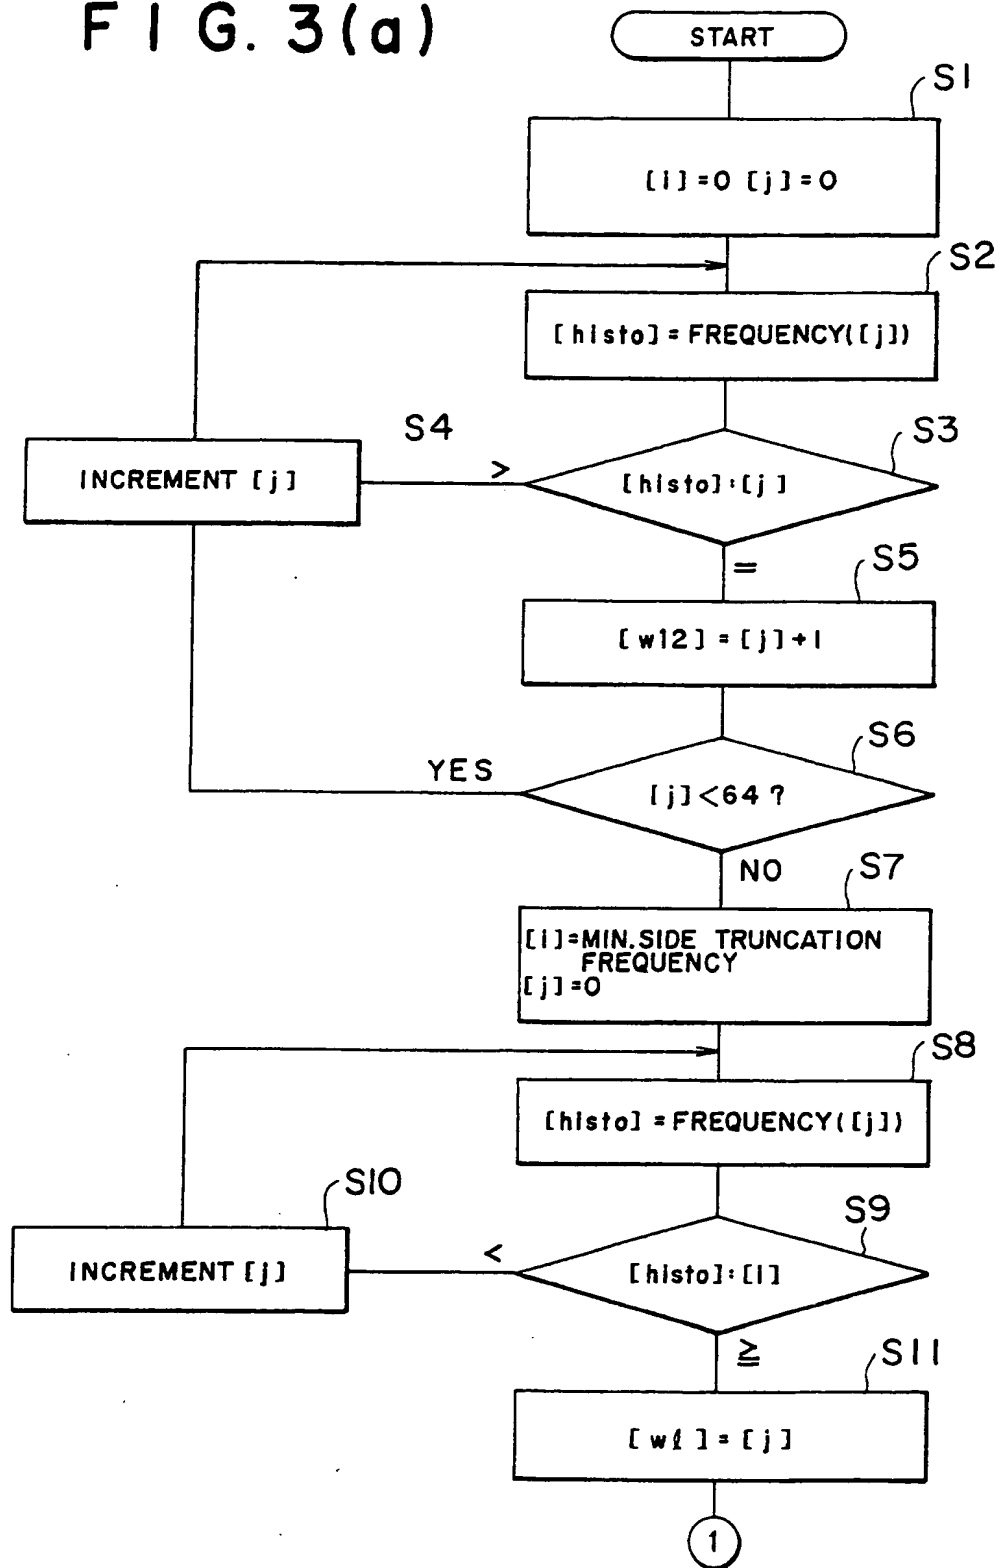 FIG. 3(a)
START
S1
[i]=0 [j]=0
S2
[histo]=FREQUENCY([j])
S4
S3
INCREMENT [j]
>
[histo]:[j]
=
S5
[w12]=[j]+1
S6
YES
[j]<64?
NO
S7
[i]=MIN.SIDE TRUNCATION
FREQUENCY
[j]=0
S8
[histo]=FREQUENCY([j])
S10
S9
INCREMENT [j]
<
[histo]:[i]
≧
S11
[wℓ]=[j]
1